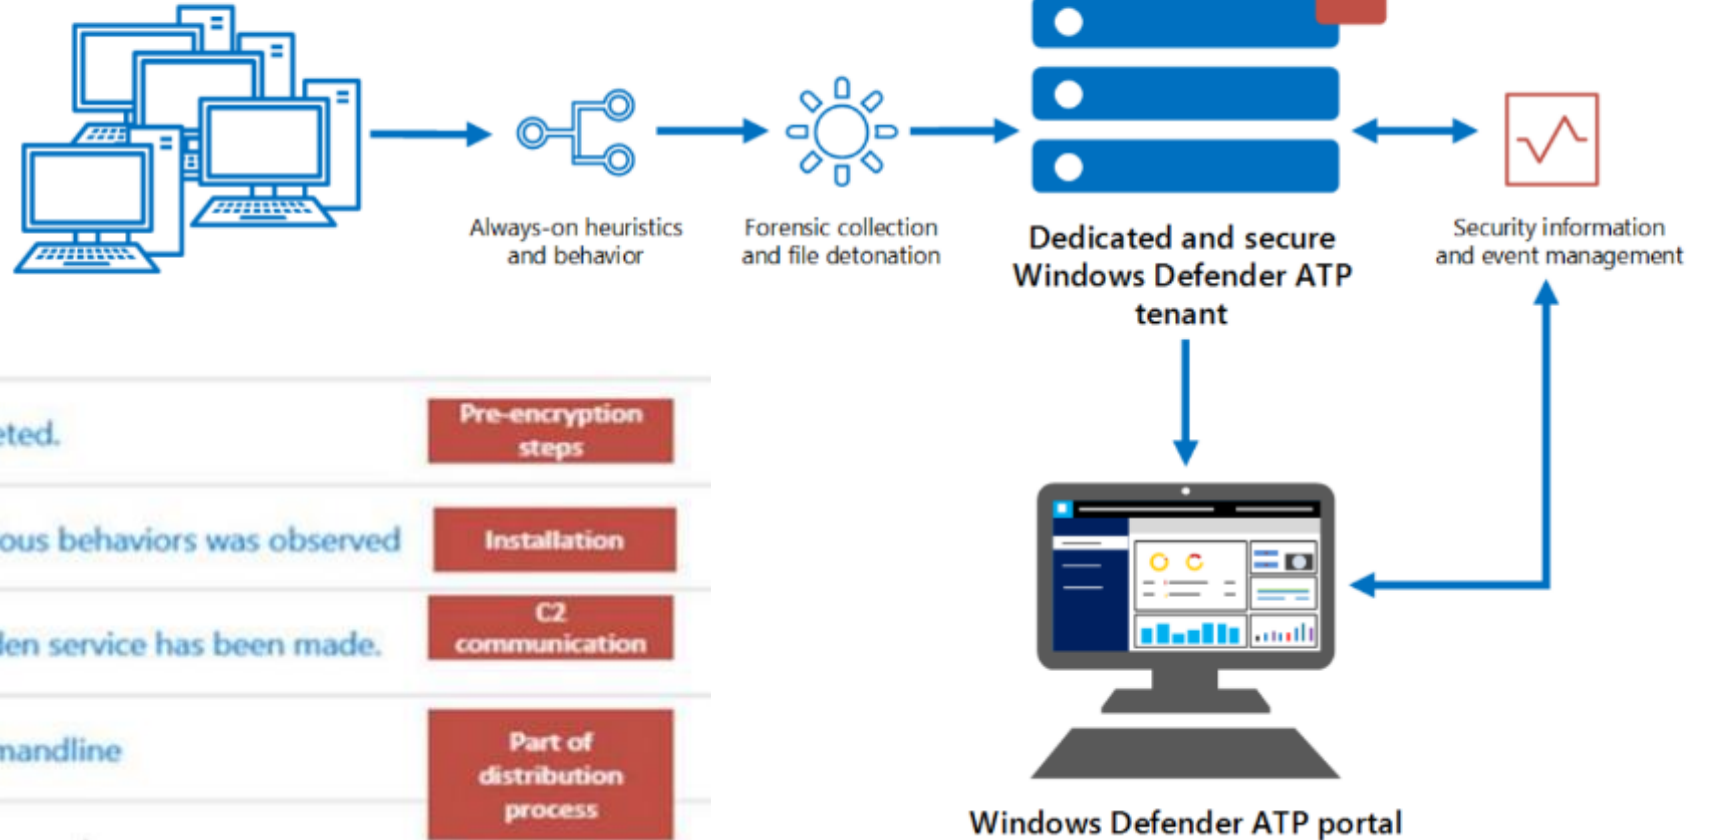 Always-on heuristics
and behavior
Forensic collection
and file detonation
Dedicated and secure
Windows Defender ATP
tenant
Security information
and event management
eted.
Pre-encryption
steps
ous behaviors was observed
Installation
den service has been made.
C2
communication
mandline
Part of
distribution
process
Windows Defender ATP portal